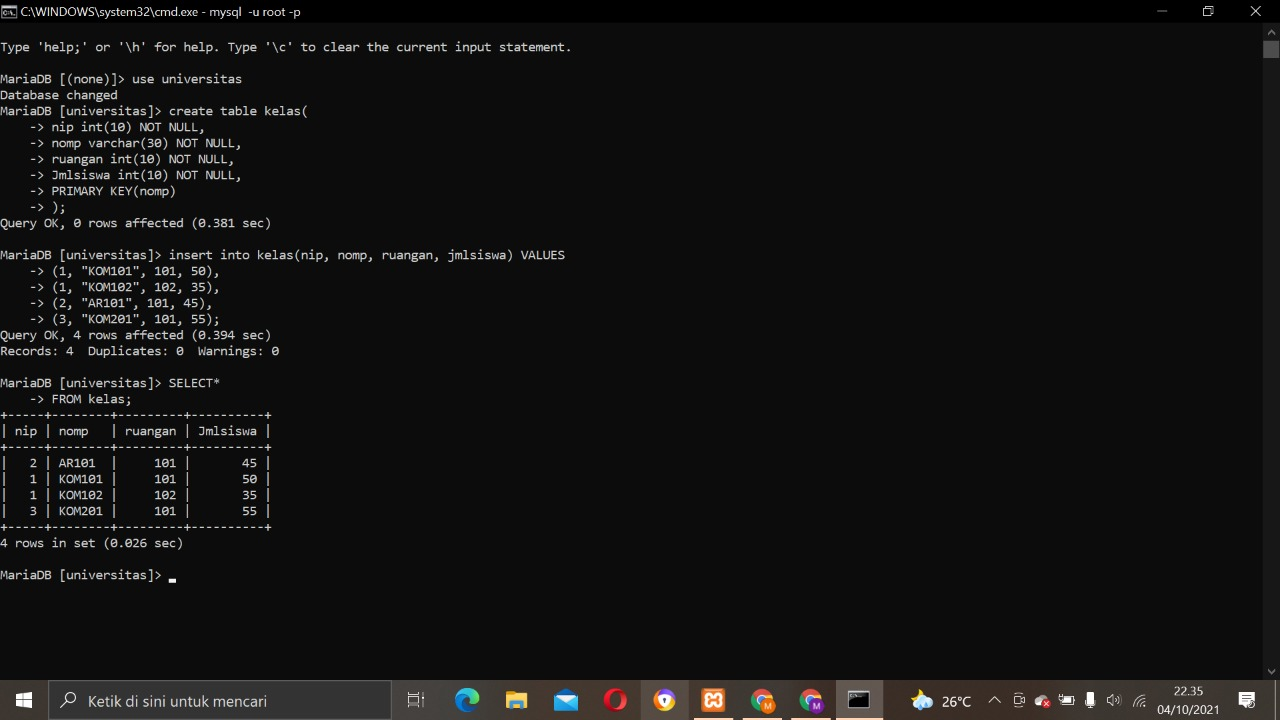 C:\WINDOWS\system32\cmd.exe - mysql  -u root -p
Type 'help;' or '\h' for help. Type '\c' to clear the current input statement.
MariaDB [(none)]> use universitas
Database changed
MariaDB [universitas]> create table kelas(
    -> nip int(10) NOT NULL,
    -> nomp varchar(30) NOT NULL,
    -> ruangan int(10) NOT NULL,
    -> Jmlsiswa int(10) NOT NULL,
    -> PRIMARY KEY(nomp)
    -> );
Query OK, 0 rows affected (0.381 sec)
MariaDB [universitas]> insert into kelas(nip, nomp, ruangan, jmlsiswa) VALUES
    -> (1, "KOM101", 101, 50),
    -> (1, "KOM102", 102, 35),
    -> (2, "AR101", 101, 45),
    -> (3, "KOM201", 101, 55);
Query OK, 4 rows affected (0.394 sec)
Records: 4  Duplicates: 0  Warnings: 0
MariaDB [universitas]> SELECT*
    -> FROM kelas;
+-----+--------+---------+----------+
| nip | nomp   | ruangan | Jmlsiswa |
+-----+--------+---------+----------+
|   2 | AR101  |     101 |       45 |
|   1 | KOM101 |     101 |       50 |
|   1 | KOM102 |     102 |       35 |
|   3 | KOM201 |     101 |       55 |
+-----+--------+---------+----------+
4 rows in set (0.026 sec)
MariaDB [universitas]> _
Ketik di sini untuk mencari
M
M
26°C
22.35
04/10/2021